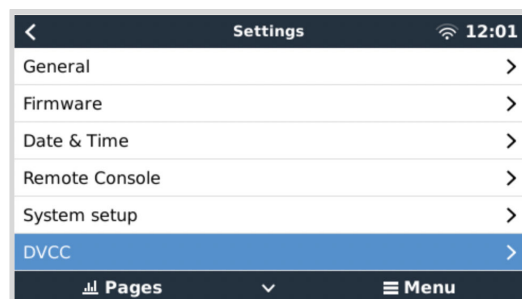 Settings 12:01
General
Firmware
Date & Time
Remote Console
System setup
DVCC
Pages Menu